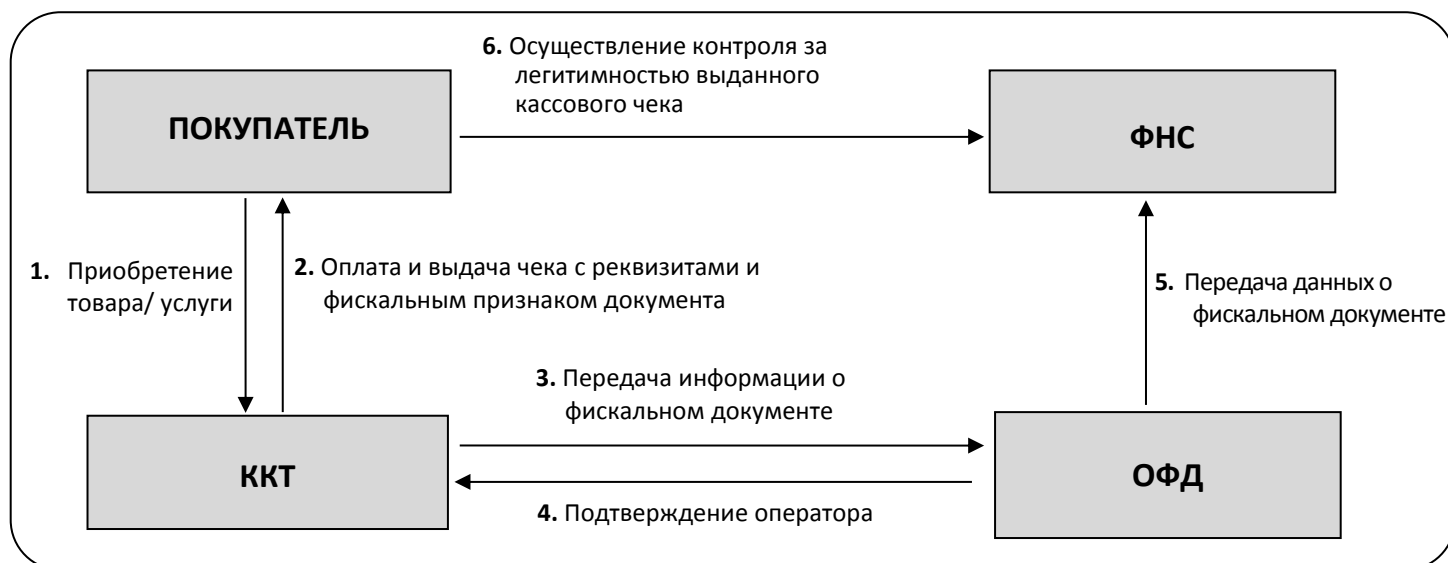 6. Осуществление контроля за
легитимностью выданного
кассового чека
ПОКУПАТЕЛЬ
ФНС
1. Приобретение
товара/ услуги
2. Оплата и выдача чека с реквизитами и
фискальным признаком документа
5. Передача данных о
фискальном документе
3. Передача информации о
фискальном документе
ККТ
ОФД
4. Подтверждение оператора